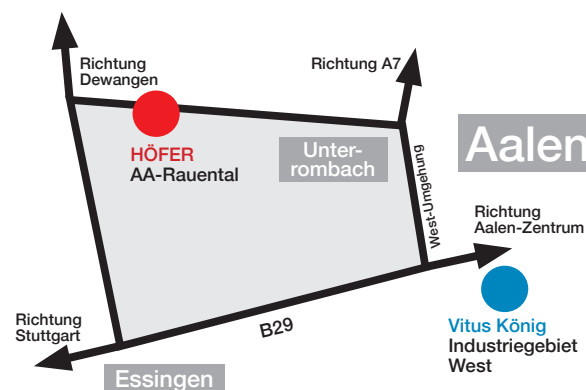 Richtung
Dewangen
Richtung A7
HÖFER
AA-Rauental
Unter-
rombach
Aalen
West-Umgehung
Richtung
Aalen-Zentrum
Richtung
Stuttgart
B29
Vitus König
Industriegebiet
West
Essingen